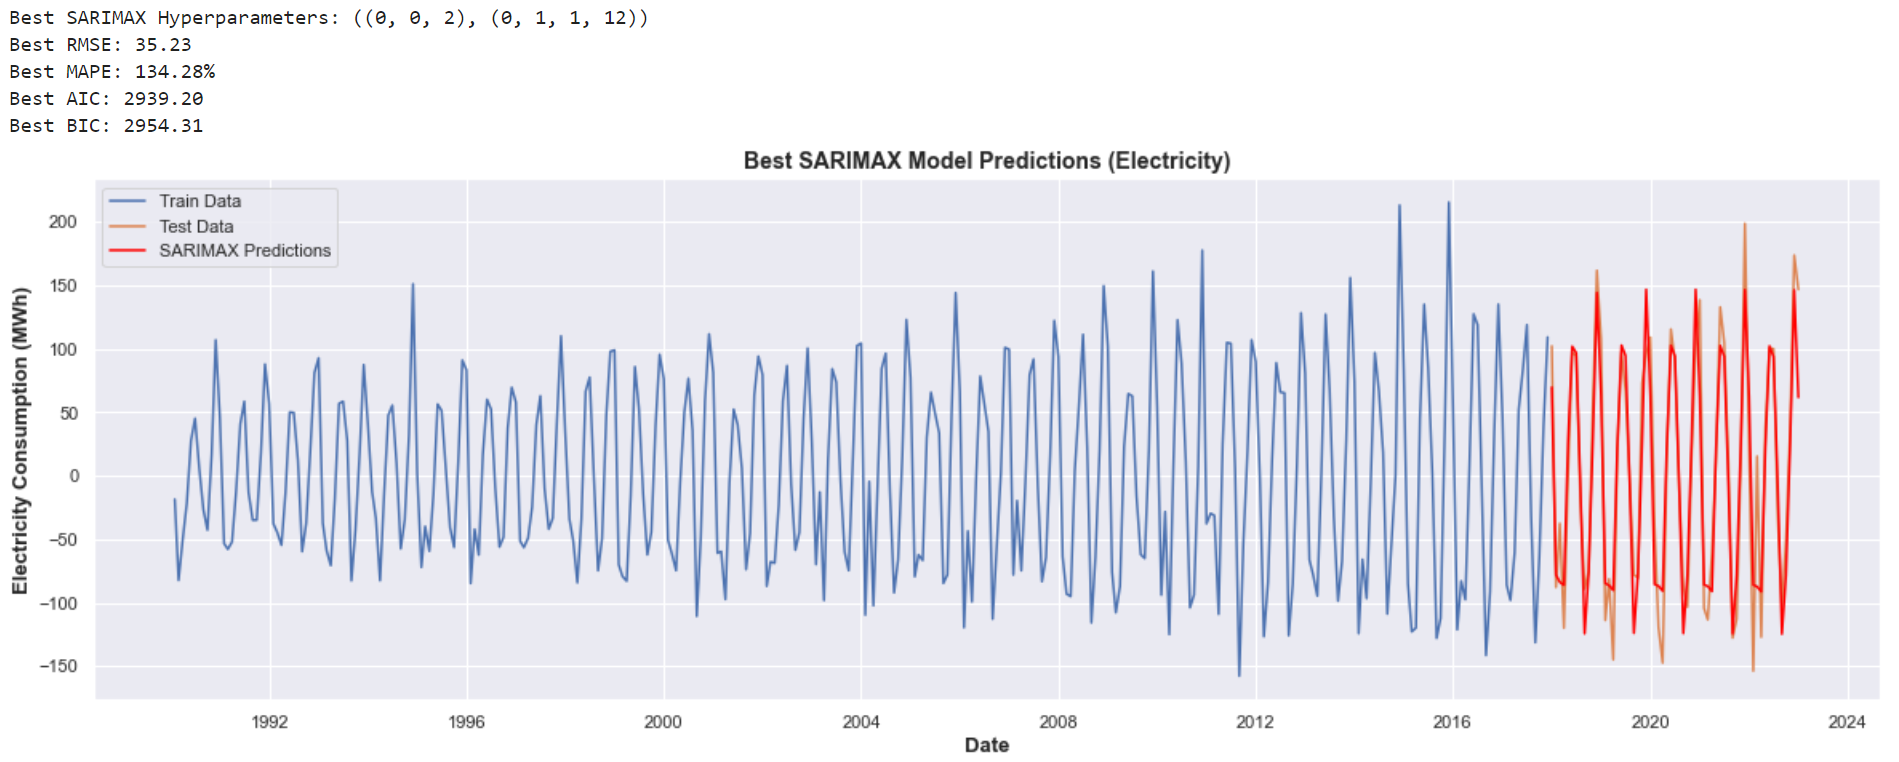 Best SARIMAX Hyperparameters: ((0, 0, 2), (0, 1, 1, 12))
Best RMSE: 35.23
Best MAPE: 134.28%
Best AIC: 2939.20
Best BIC: 2954.31
Best SARIMAX Model Predictions (Electricity)
Train Data
Test Data
SARIMAX Predictions
Electricity Consumption (MWh)
200
150
100
50
0
−50
−100
−150
1992 1996 2000 2004 2008 2012 2016 2020 2024
Date